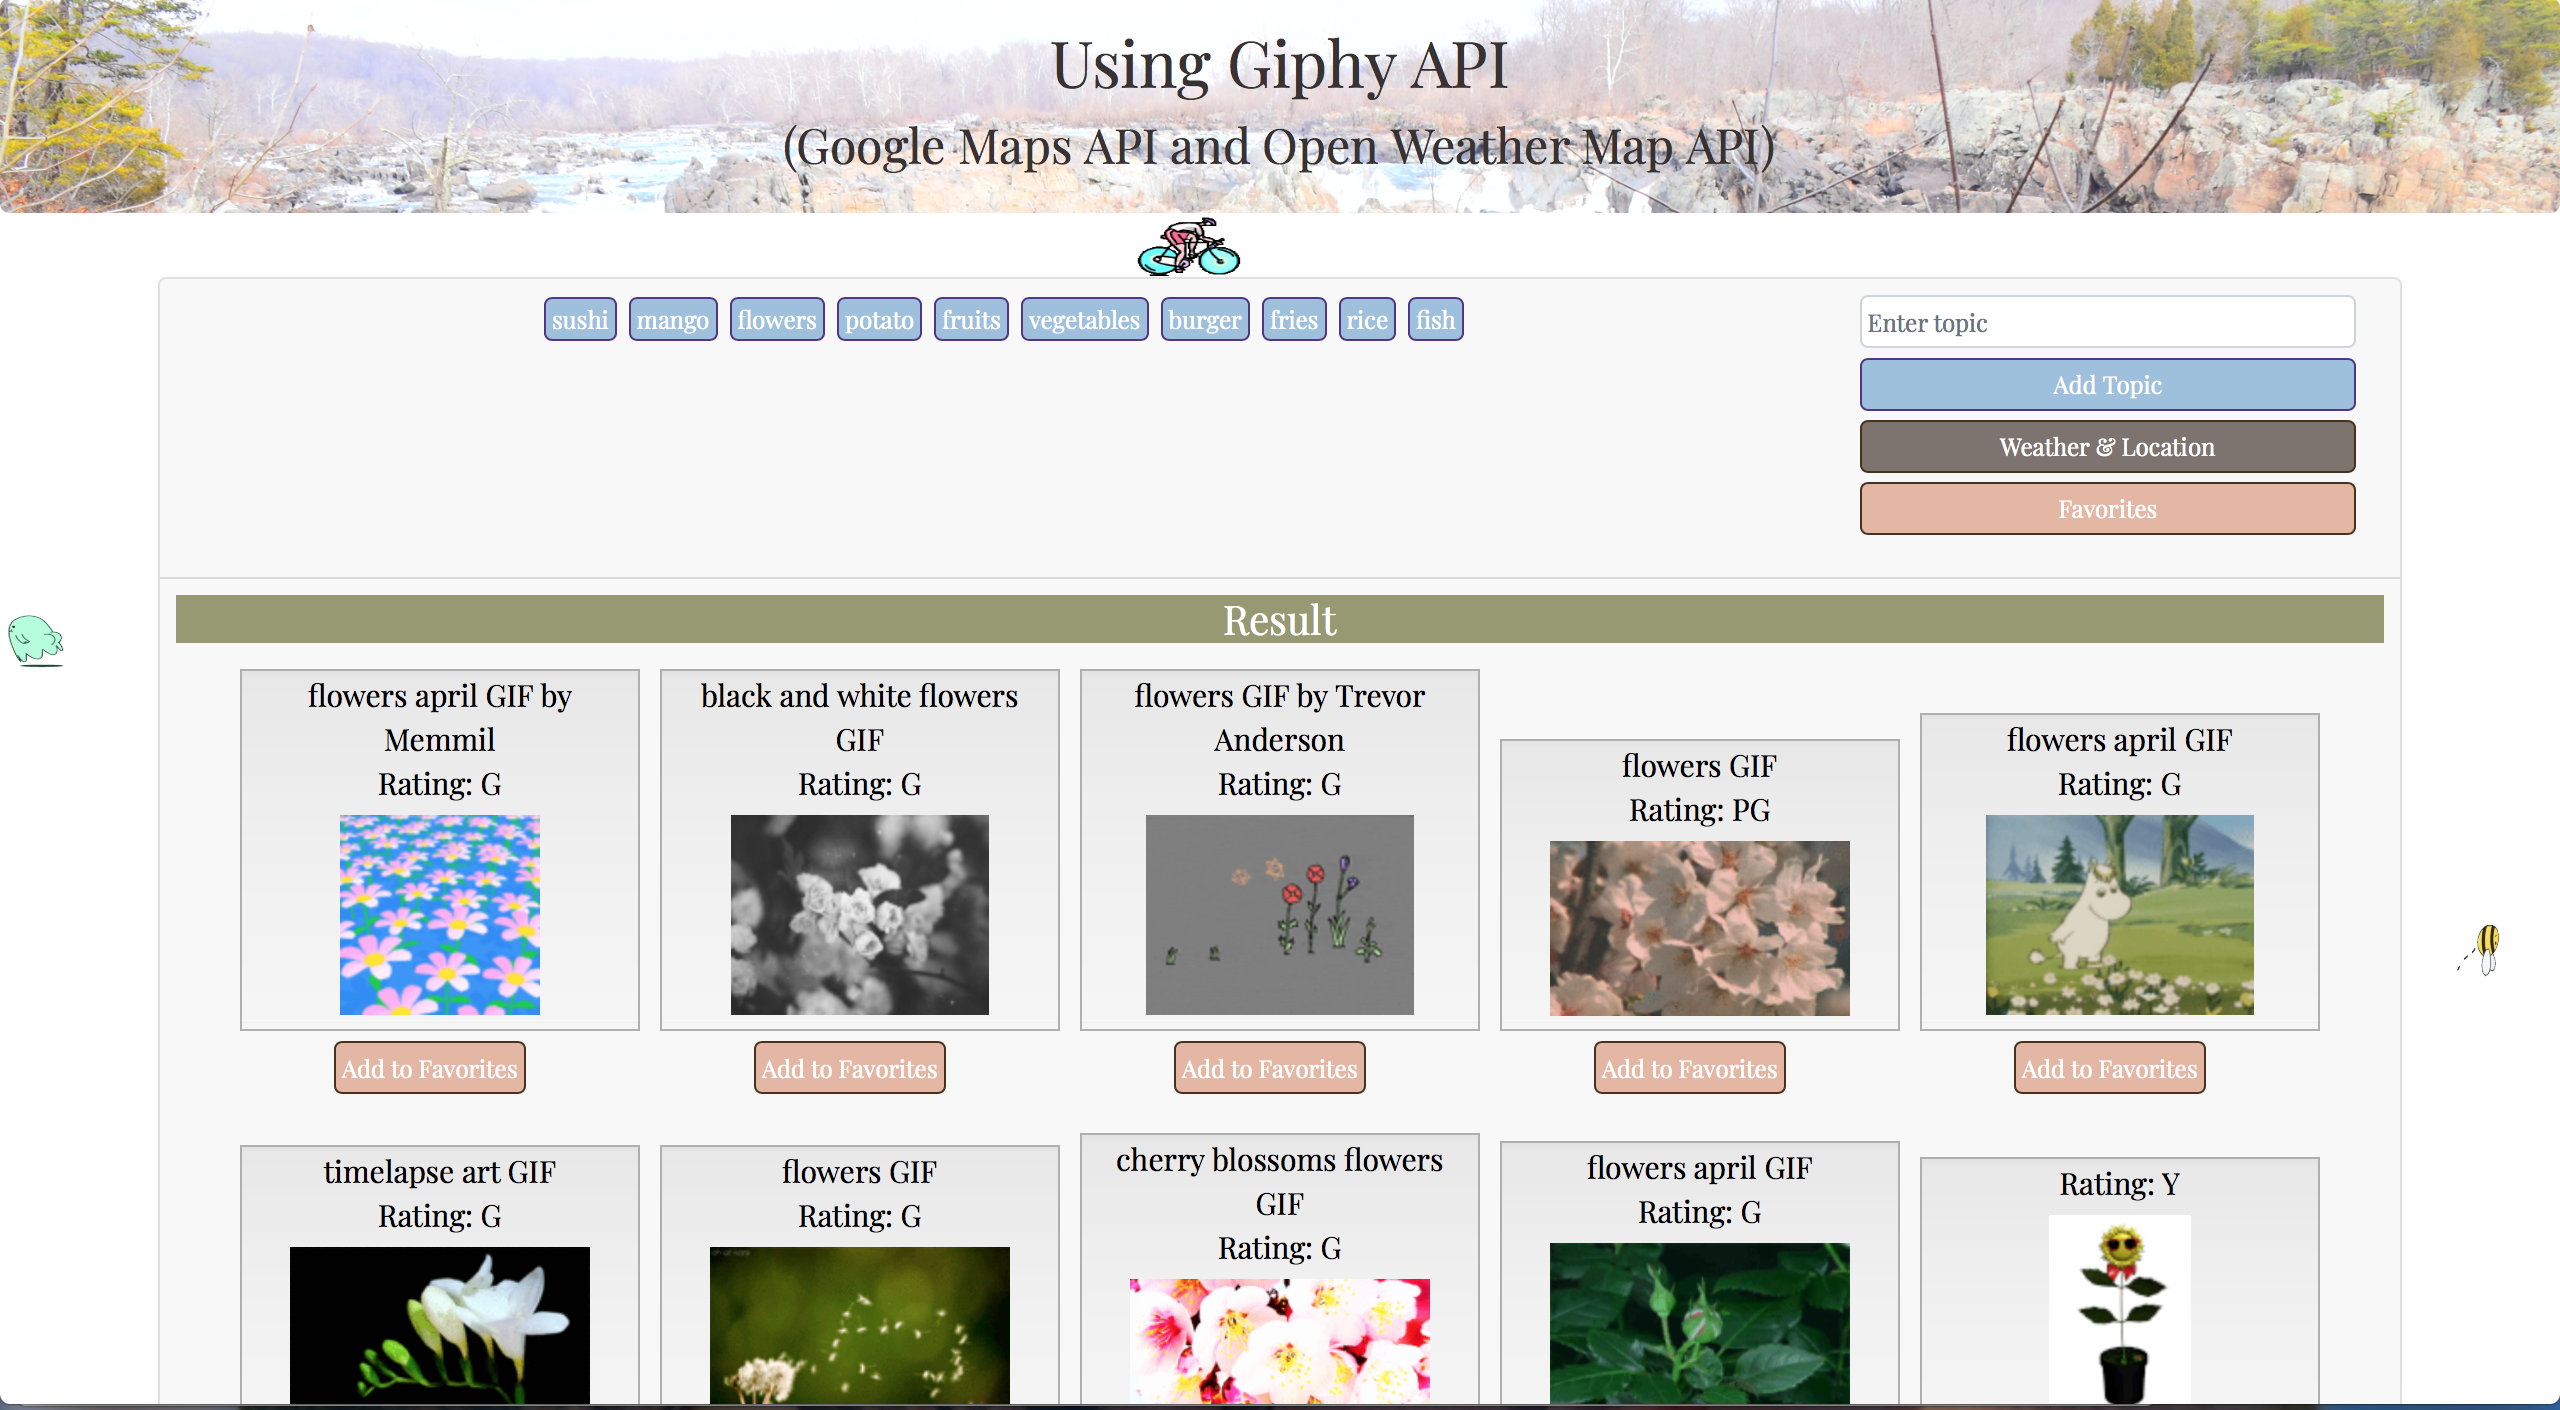 Using Giphy API
(Google Maps API and Open Weather Map API)
sushi mango flowers potato fruits vegetables burger fries rice fish
Enter topic
Add Topic
Weather & Location
Favorites
Result
flowers april GIF by
Memmil
Rating: G
Add to Favorites
black and white flowers
GIF
Rating: G
Add to Favorites
flowers GIF by Trevor
Anderson
Rating: G
Add to Favorites
flowers GIF
Rating: PG
Add to Favorites
flowers april GIF
Rating: G
Add to Favorites
timelapse art GIF
Rating: G
flowers GIF
Rating: G
cherry blossoms flowers
GIF
Rating: G
flowers april GIF
Rating: G
Rating: Y